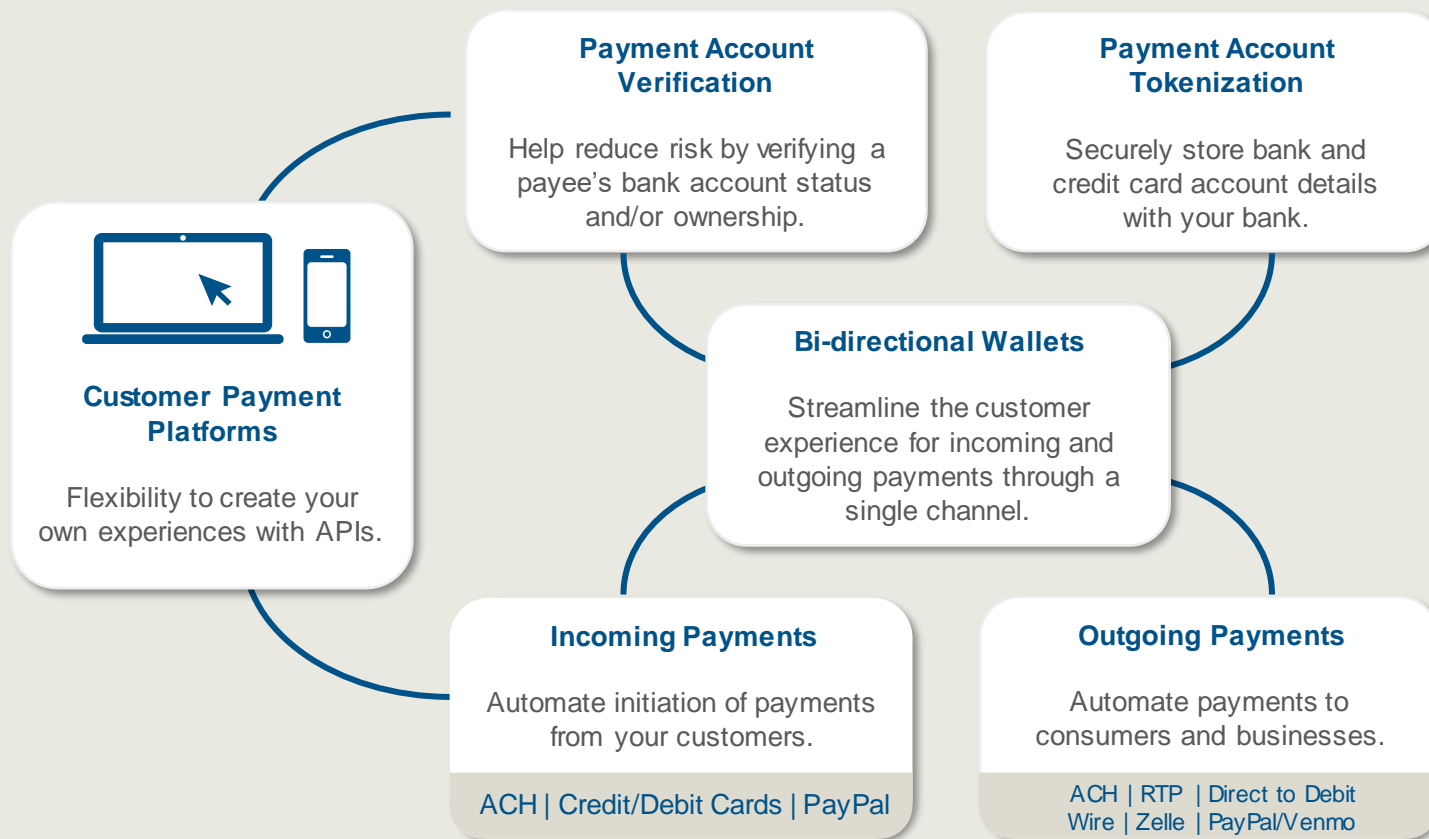 Payment Account
Verification
Help reduce risk by verifying a
payee's bank account status
and/or ownership.
Payment Account
Tokenization
Securely store bank and
credit card account details
with your bank.
Customer Payment
Platforms
Flexibility to create your
own experiences with APIs.
Bi-directional Wallets
Streamline the customer
experience for incoming and
outgoing payments through a
single channel.
Incoming Payments
Automate initiation of payments
from your customers.
ACH | Credit/Debit Cards | PayPal
Outgoing Payments
Automate payments to
consumers and businesses.
ACH | RTP | Direct to Debit
Wire | Zelle | PayPal/Venmo